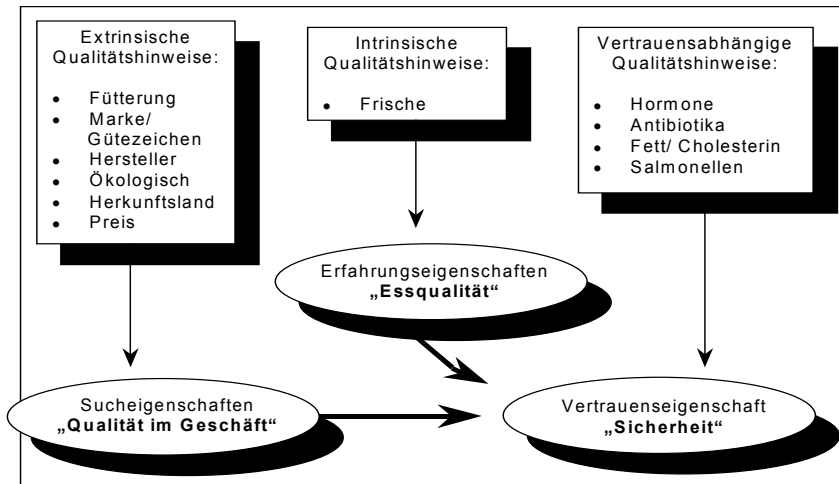 Extrinsische
Qualitätshinweise:
• Fütterung
• Marke/
Gütezeichen
• Hersteller
• Ökologisch
• Herkunftsland
• Preis
Intrinsische
Qualitätshinweise:
• Frische
Vertrauensabhängige
Qualitätshinweise:
• Hormone
• Antibiotika
• Fett/ Cholesterin
• Salmonellen
Erfahrungseigenschaften
„Essqualität“
Sucheigenschaften
„Qualität im Geschäft“
Vertrauenseigenschaft
„Sicherheit“